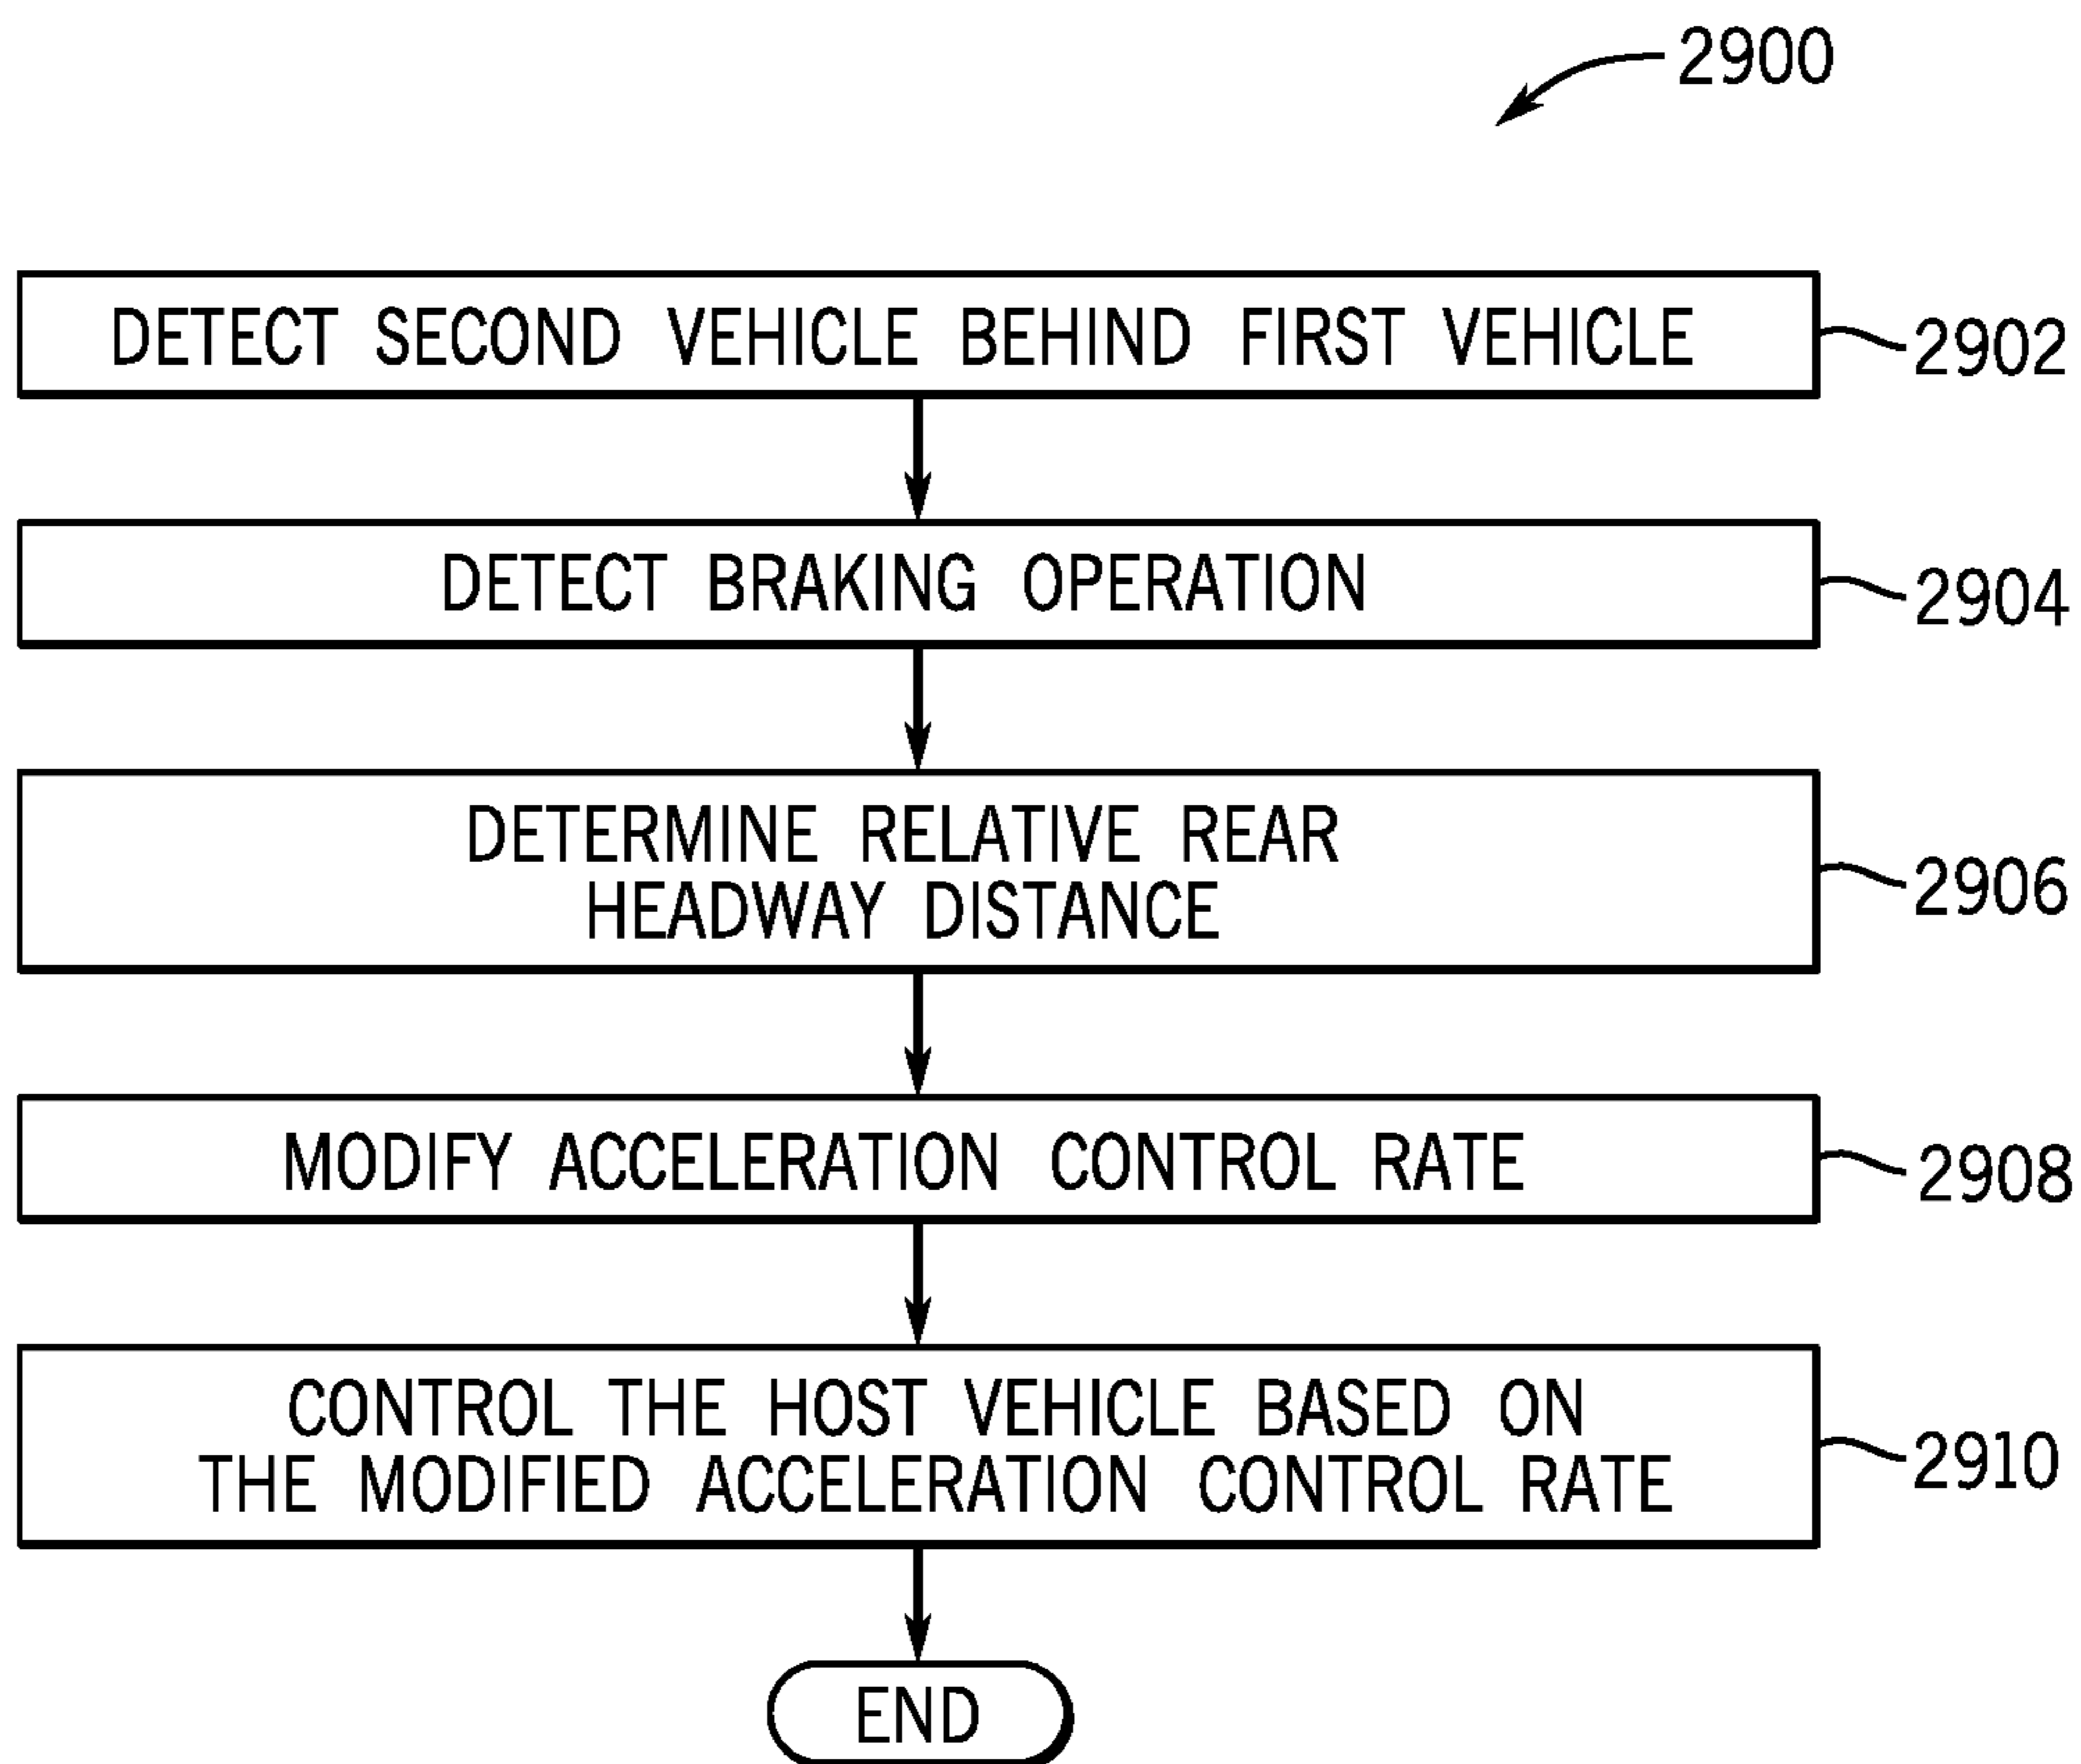 2900
DETECT SECOND VEHICLE BEHIND FIRST VEHICLE
2902
DETECT BRAKING OPERATION
2904
DETERMINE RELATIVE REAR
HEADWAY DISTANCE
2906
MODIFY ACCELERATION CONTROL RATE
2908
CONTROL THE HOST VEHICLE BASED ON
THE MODIFIED ACCELERATION CONTROL RATE
2910
END